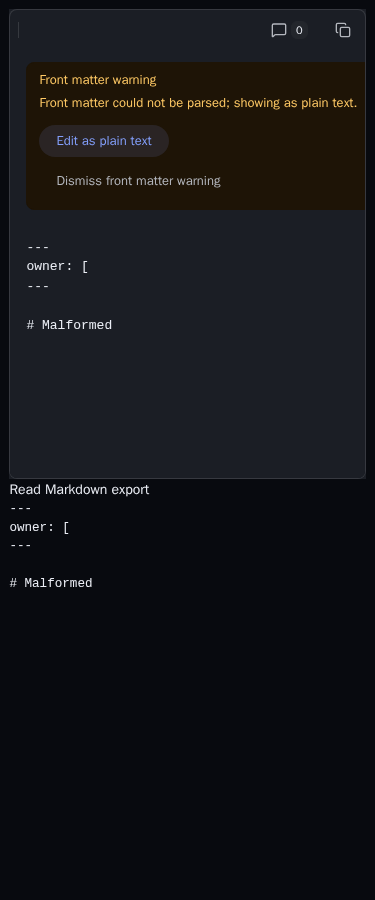 0
Front matter warning
Front matter could not be parsed; showing as plain text.
Edit as plain text
Dismiss front matter warning
---
owner: [
---
# Malformed
Read Markdown export
---
owner: [
---
# Malformed